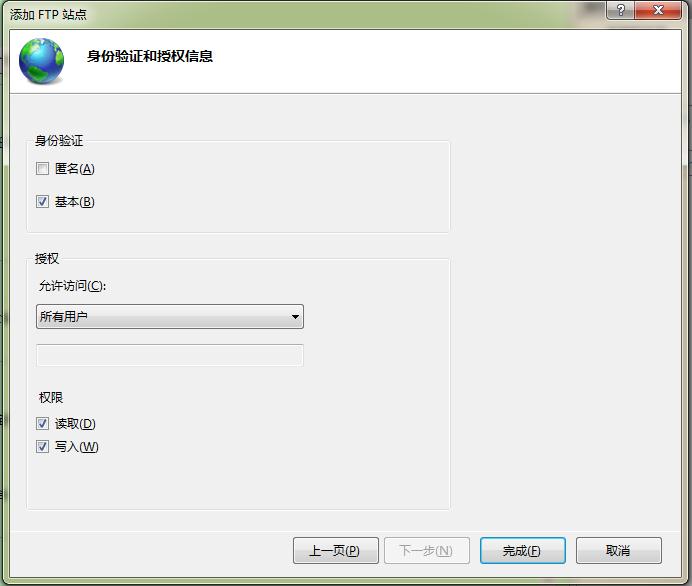 添加 FTP 站点
身份验证和授权信息
身份验证
匿名(A)
基本(B)
授权
允许访问(C):
所有用户
权限
读取(D)
写入(W)
上一页(P)
下一步(N)
完成(F)
取消